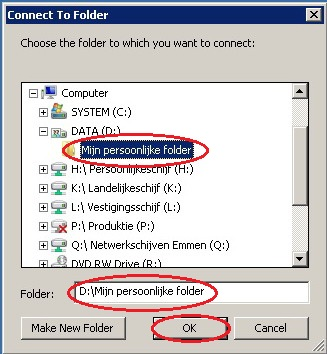 Connect To Folder
Choose the folder to which you want to connect:
Computer
SYSTEM (C:)
DATA (D:)
Mijn persoonlijke folder
H:\ Persoonlijkeschijf (H:)
K:\ Landelijkeschijf (K:)
L:\ Vestigingsschijf (L:)
P:\ Produktie (P:)
Q:\ Netwerkschijven Emmen (Q:)
DVD RW Drive (R:)
Folder: D:\Mijn persoonlijke folder
Make New Folder OK Cancel